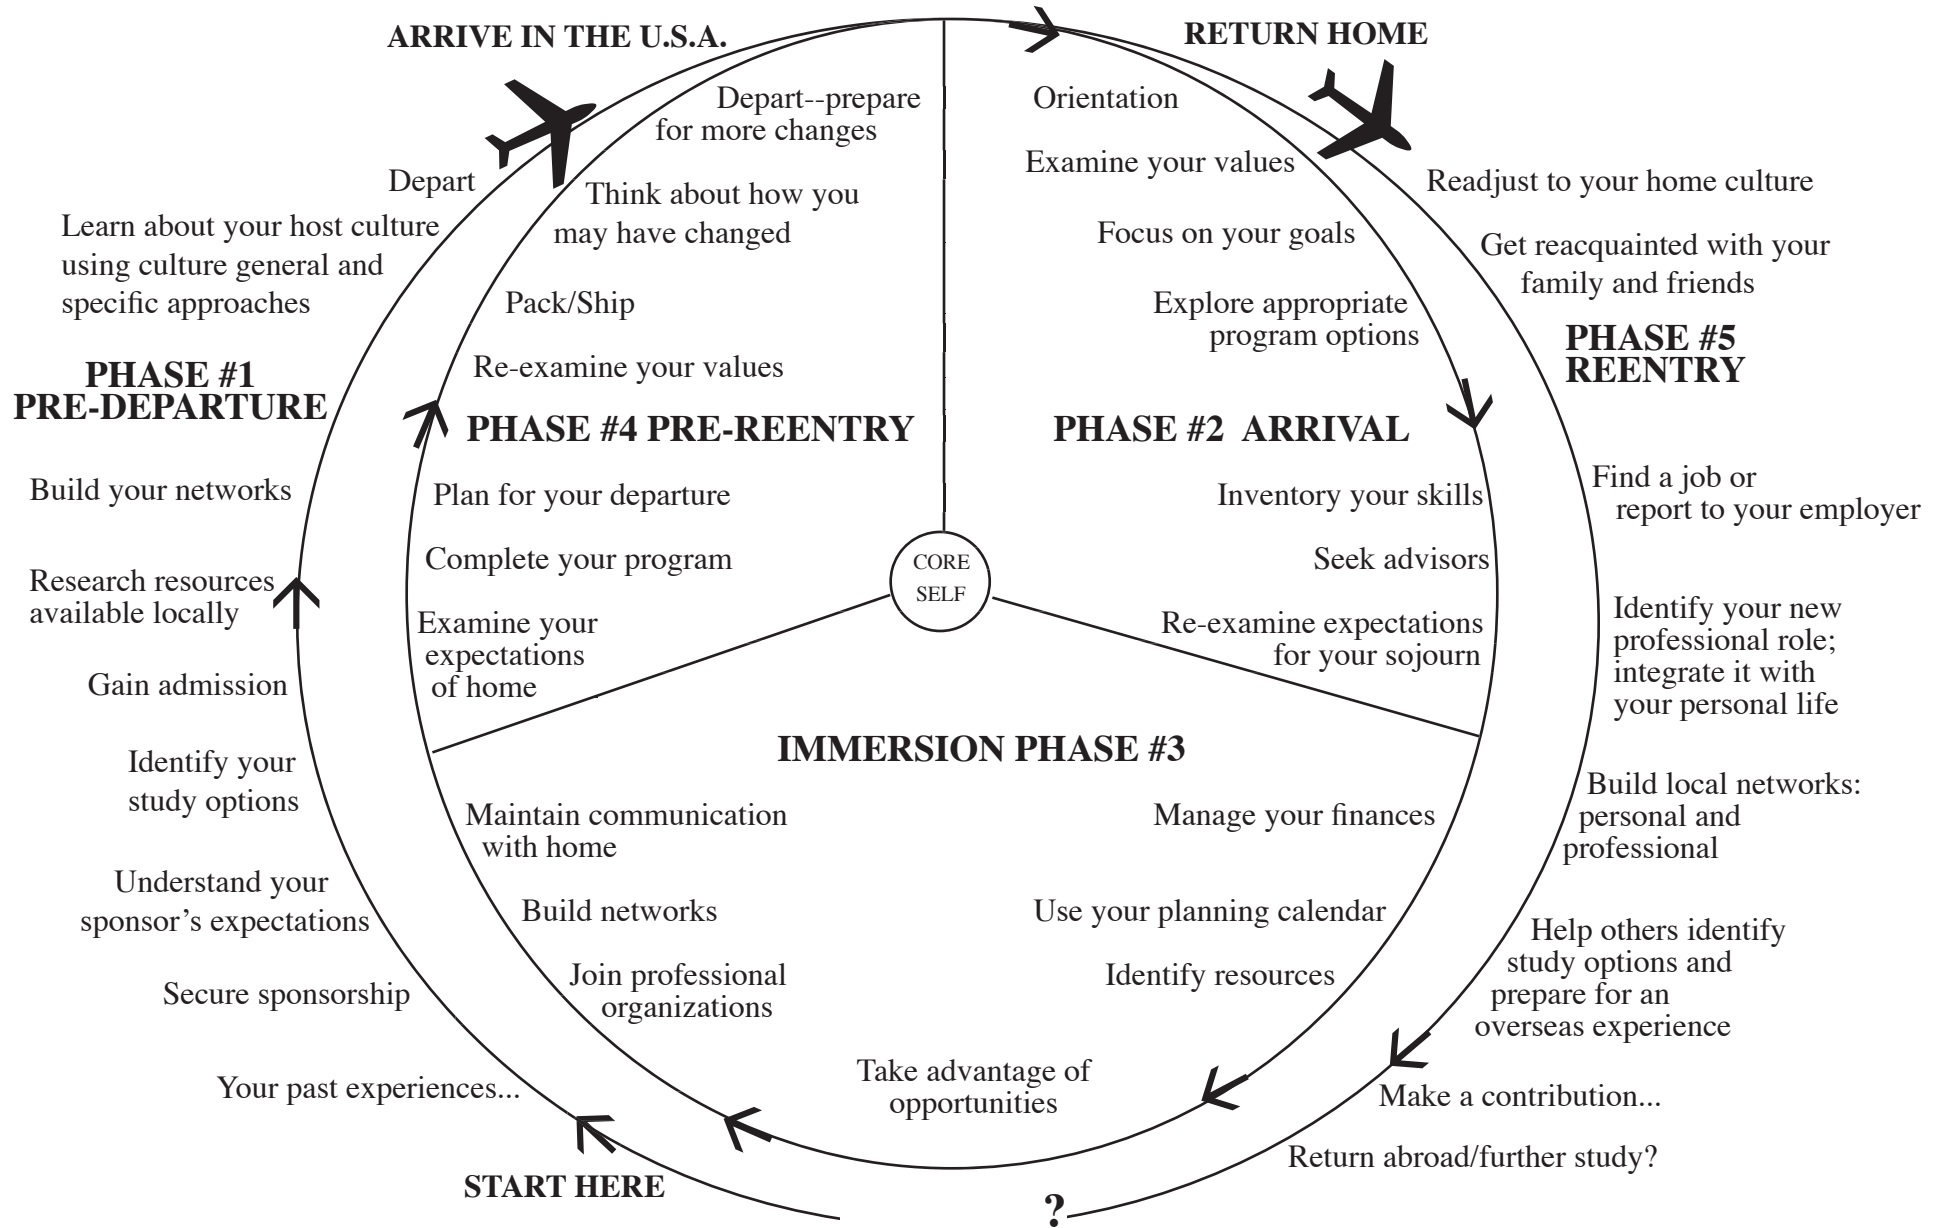 ARRIVE IN THE U.S.A.
RETURN HOME
Depart
Learn about your host culture
using culture general and
specific approaches
PHASE #1
PRE-DEPARTURE
Build your networks
Research resources
available locally
Gain admission
Identify your
study options
Understand your
sponsor’s expectations
Secure sponsorship
Your past experiences...
START HERE
Depart--prepare
for more changes
Think about how you
may have changed
Pack/Ship
Re-examine your values
PHASE #4 PRE-REENTRY
Plan for your departure
Complete your program
Examine your
expectations
of home
CORE
SELF
Orientation
Examine your values
Focus on your goals
Explore appropriate
program options
PHASE #2 ARRIVAL
Inventory your skills
Seek advisors
Re-examine expectations
for your sojourn
IMMERSION PHASE #3
Maintain communication
with home
Build networks
Join professional
organizations
Manage your finances
Use your planning calendar
Identify resources
Take advantage of
opportunities
Readjust to your home culture
Get reacquainted with your
family and friends
PHASE #5
REENTRY
Find a job or
report to your employer
Identify your new
professional role;
integrate it with
your personal life
Build local networks:
personal and
professional
Help others identify
study options and
prepare for an
overseas experience
Make a contribution...
Return abroad/further study?
?